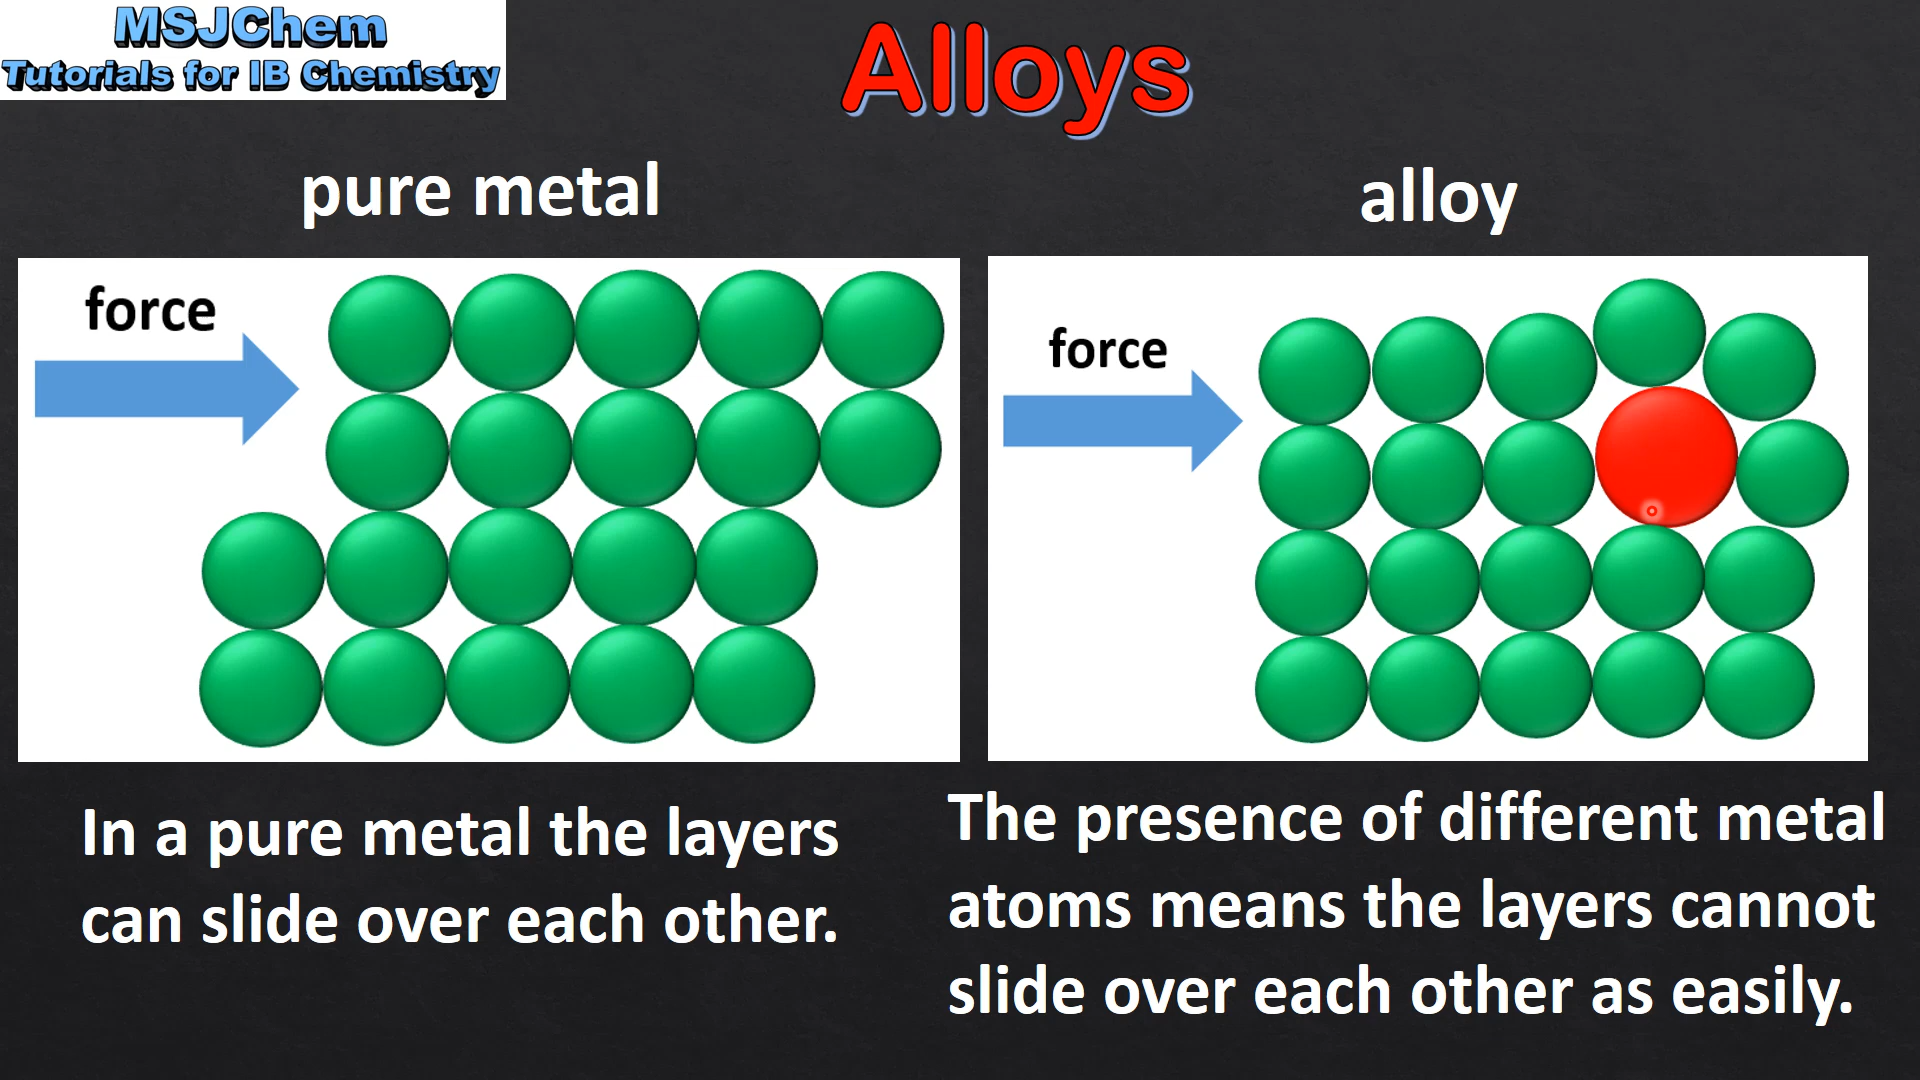 MSJChem
Tutorials for IB Chemistry
Alloys
pure metal
alloy
force
force
In a pure metal the layers
can slide over each other.
The presence of different metal
atoms means the layers cannot
slide over each other as easily.